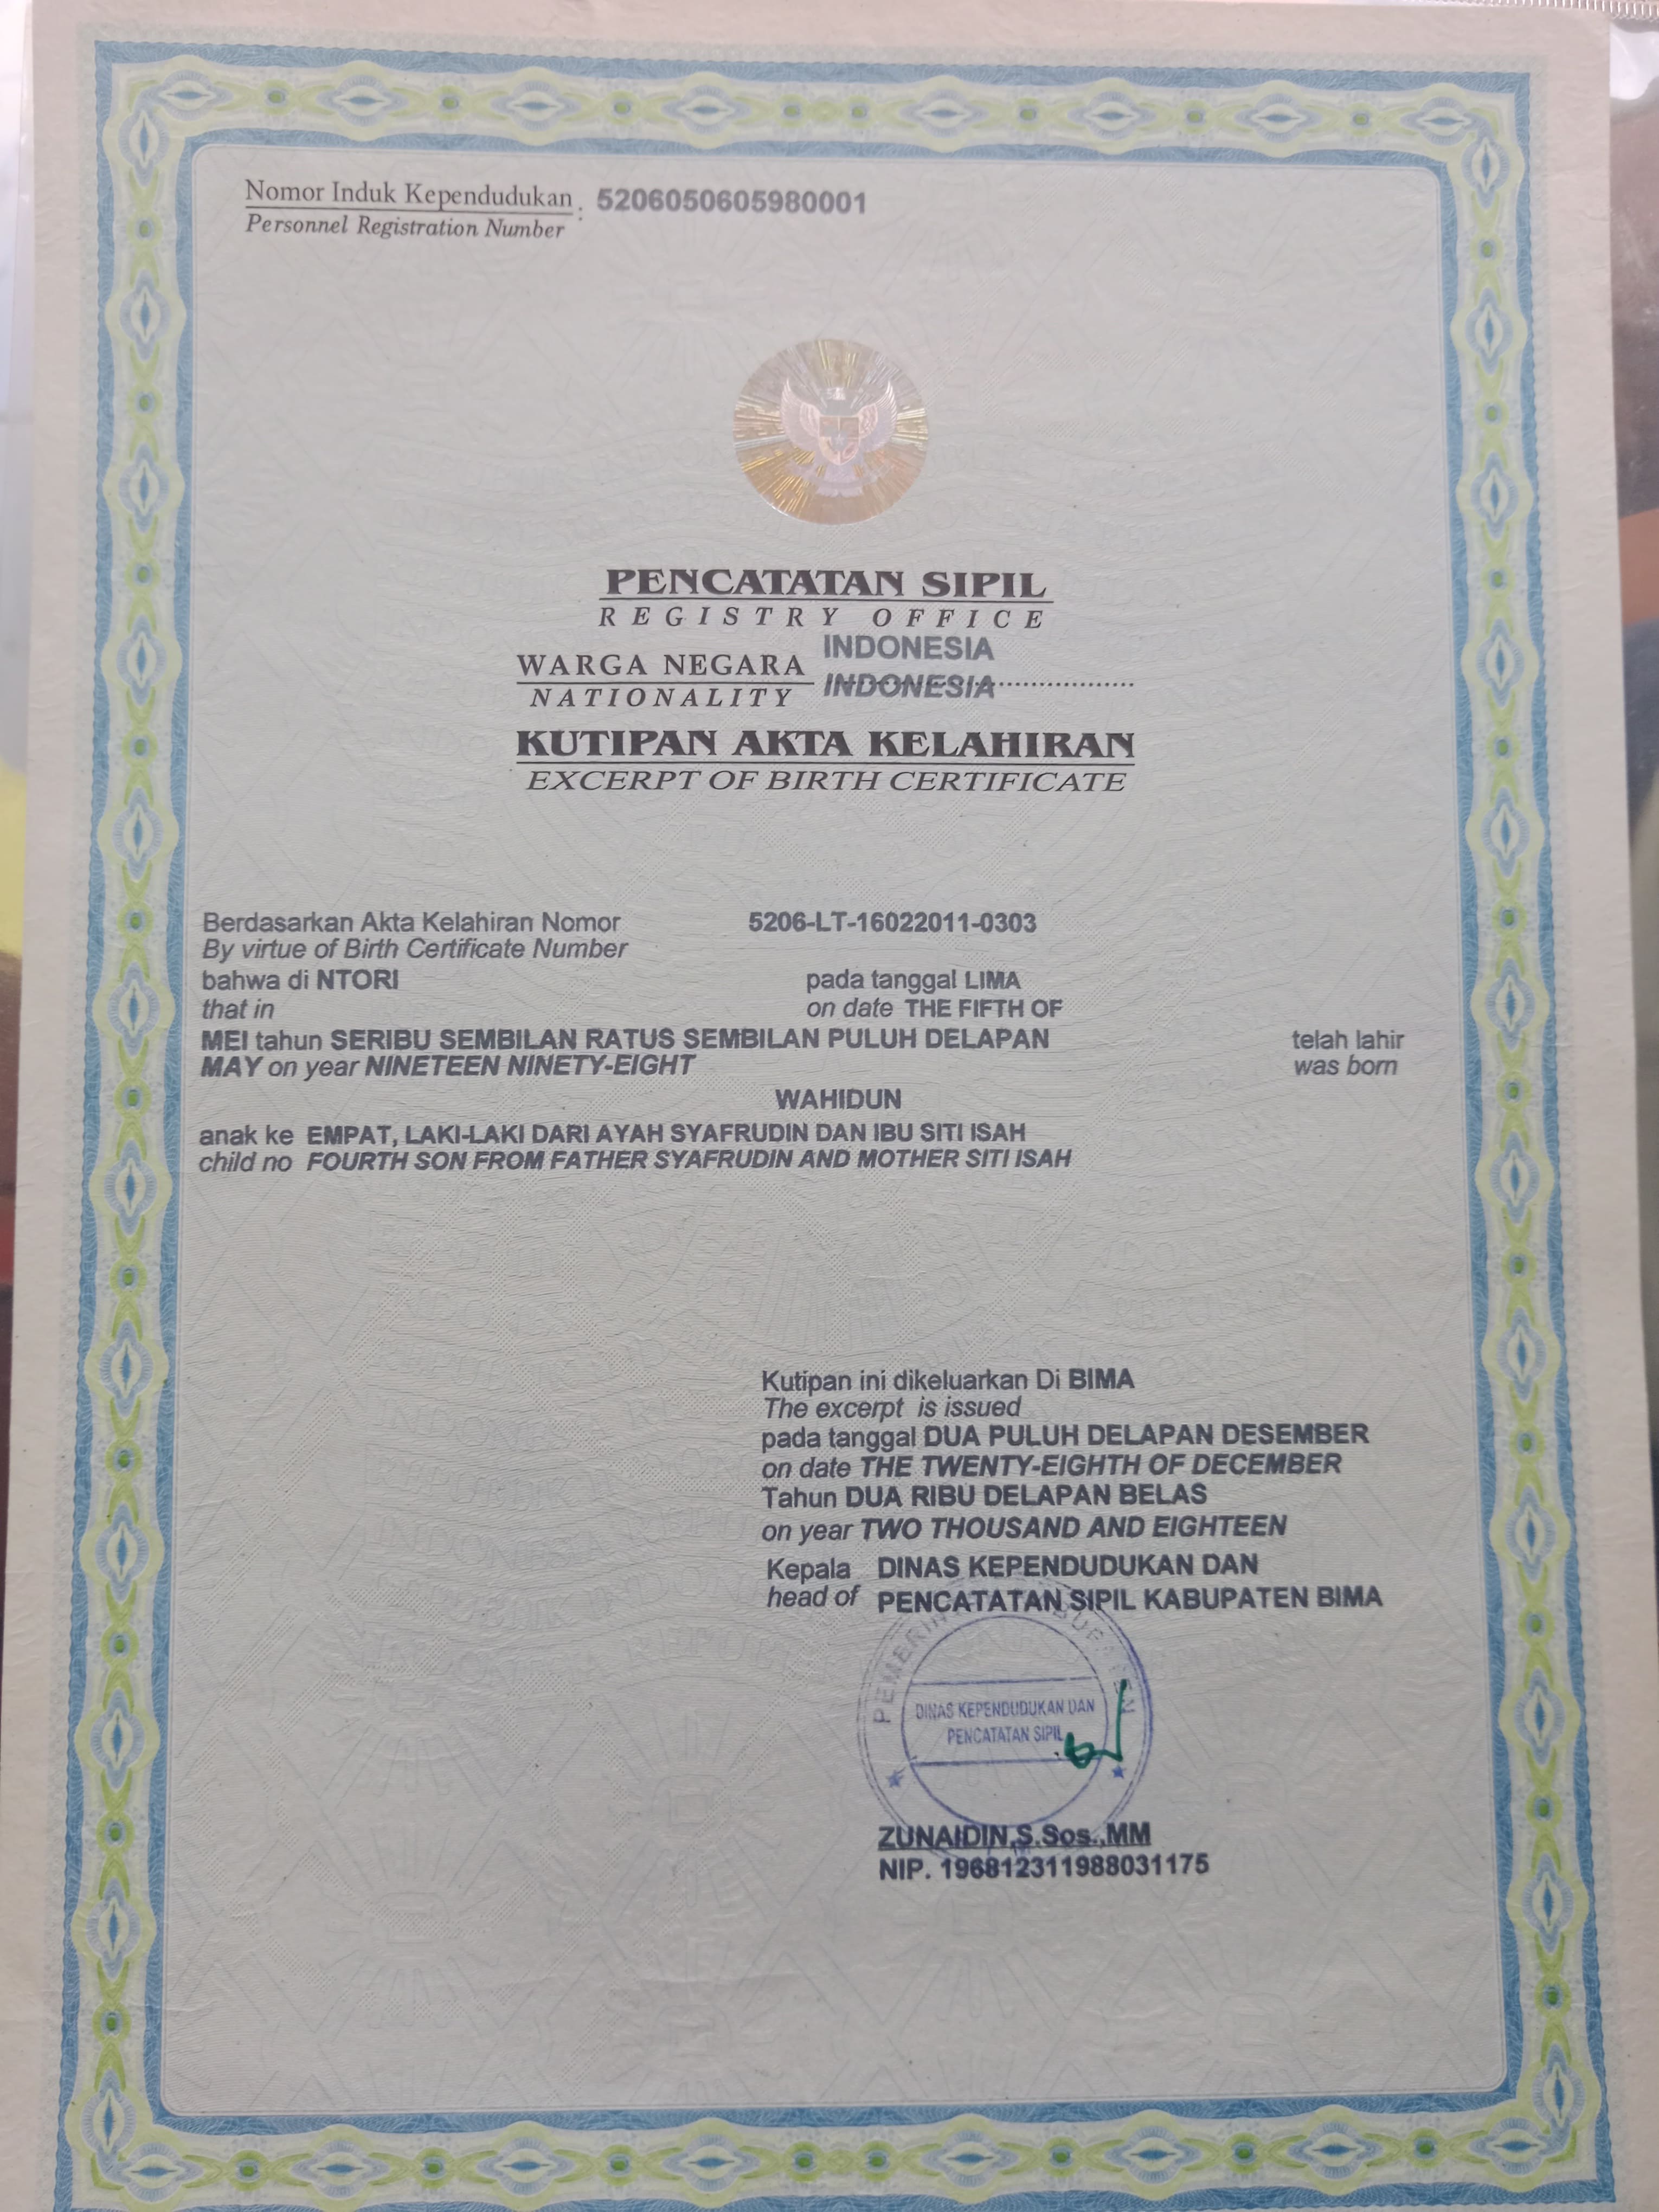 Nomor Induk Kependudukan : 5206050605980001
Personnel Registration Number
PENCATATAN SIPIL
REGISTRY OFFICE
WARGA NEGARA INDONESIA
NATIONALITY INDONESIA
KUTIPAN AKTA KELAHIRAN
EXCERPT OF BIRTH CERTIFICATE
Berdasarkan Akta Kelahiran Nomor 5206-LT-16022011-0303
By virtue of Birth Certificate Number
bahwa di NTORI pada tanggal LIMA
that in on date THE FIFTH OF
MEI tahun SERIBU SEMBILAN RATUS SEMBILAN PULUH DELAPAN telah lahir
MAY on year NINETEEN NINETY-EIGHT was born
WAHIDUN
anak ke EMPAT, LAKI-LAKI DARI AYAH SYAFRUDIN DAN IBU SITI ISAH
child no FOURTH SON FROM FATHER SYAFRUDIN AND MOTHER SITI ISAH
Kutipan ini dikeluarkan Di BIMA
The excerpt is issued
pada tanggal DUA PULUH DELAPAN DESEMBER
on date THE TWENTY-EIGHTH OF DECEMBER
Tahun DUA RIBU DELAPAN BELAS
on year TWO THOUSAND AND EIGHTEEN
Kepala DINAS KEPENDUDUKAN DAN
head of PENCATATAN SIPIL KABUPATEN BIMA
DINAS KEPENDUDUKAN DAN
PENCATATAN SIPIL
ZUNAIDIN,S.Sos.,MM
NIP. 196812311988031175